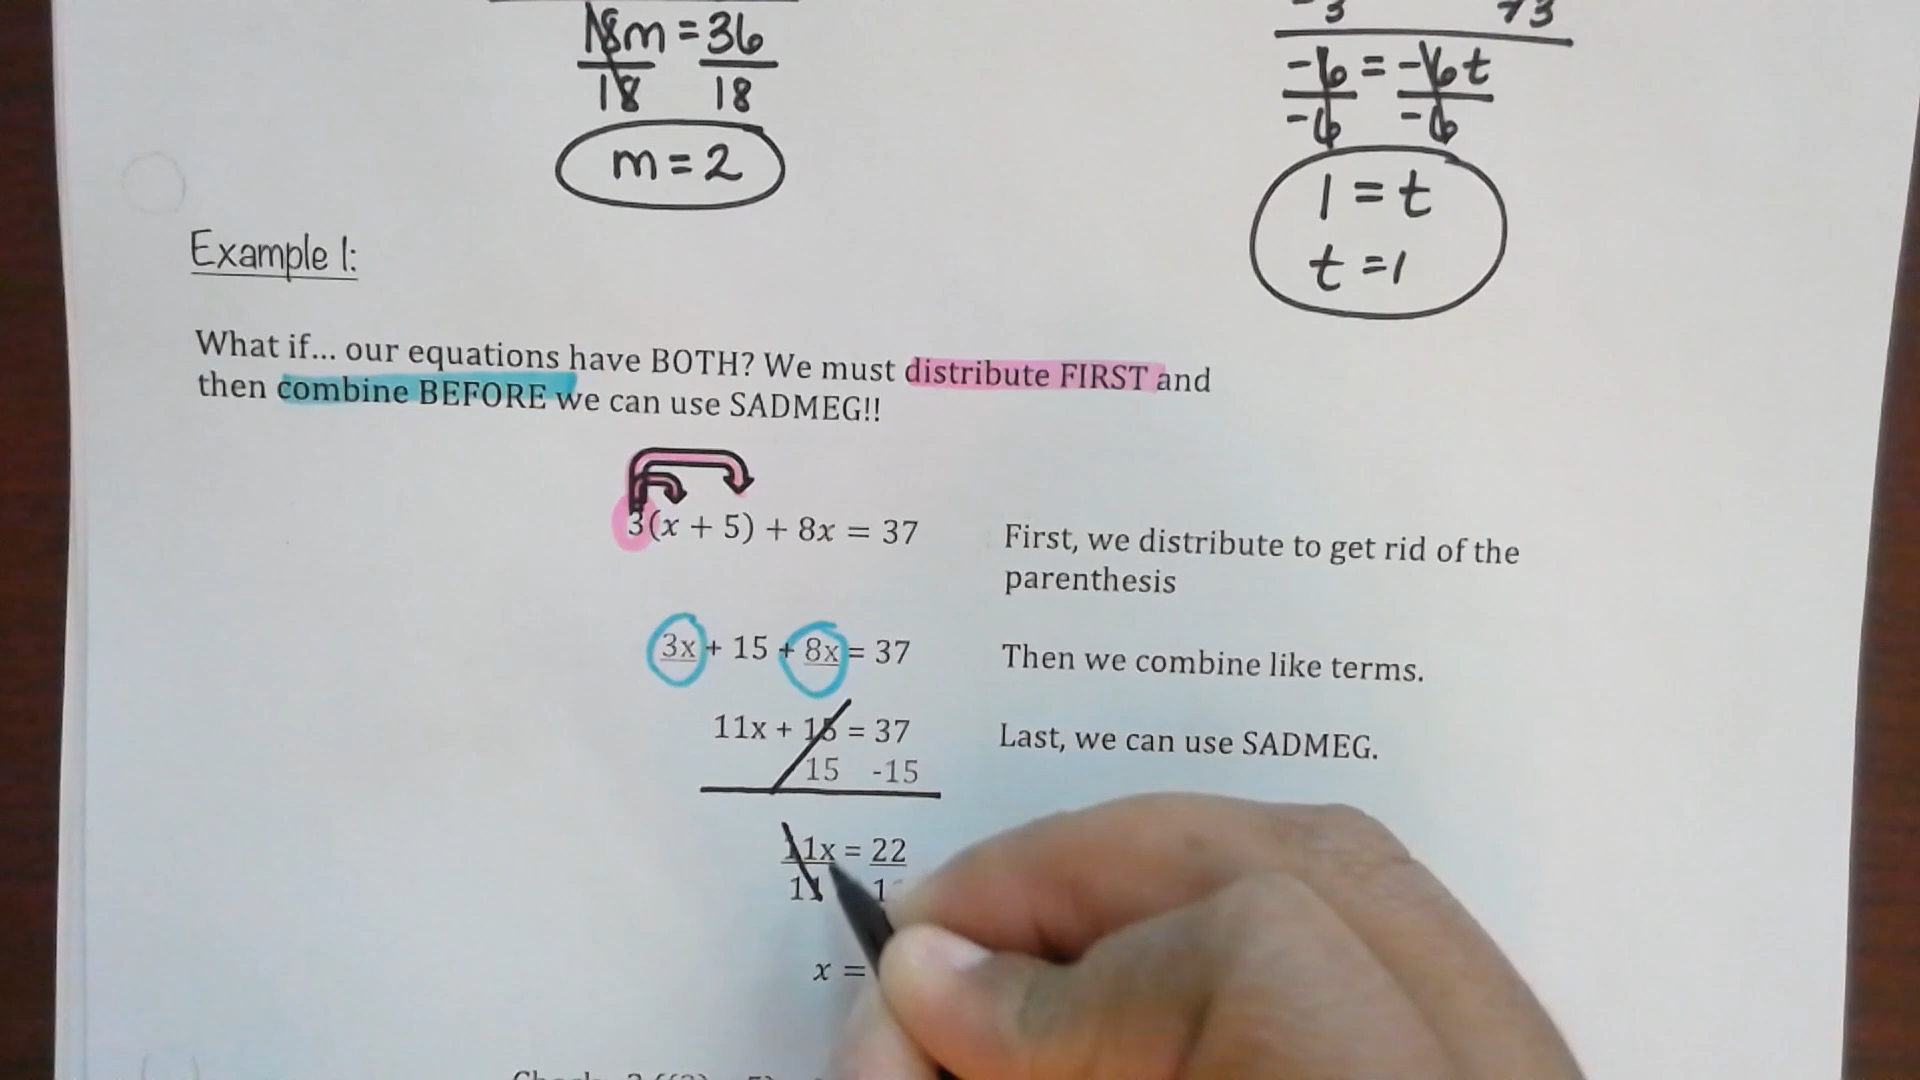 -3 +3
18m = 36
18 18
m = 2
-6 = -6t
-6 -6
1 = t
t = 1
Example 1:
What if... our equations have BOTH? We must distribute FIRST and
then combine BEFORE we can use SADMEG!!
3(x + 5) + 8x = 37
First, we distribute to get rid of the
parenthesis
3x + 15 + 8x = 37
Then we combine like terms.
11x + 15 = 37
Last, we can use SADMEG.
15 -15
11x = 22
11 1
x =